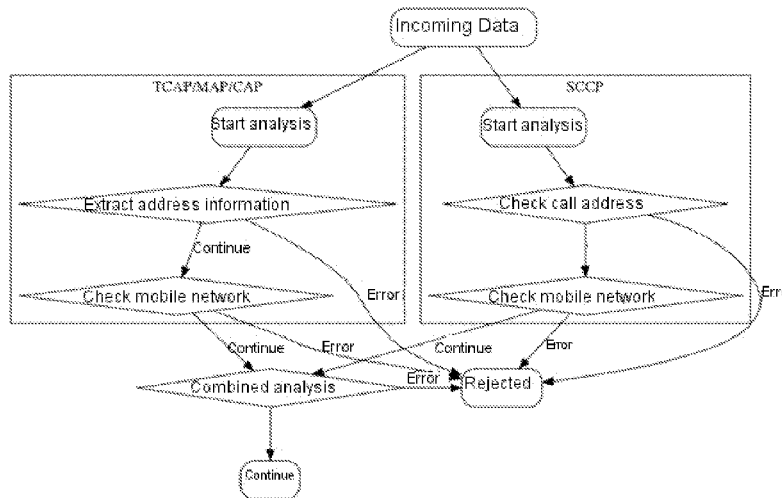 Incoming Data
TCAP/MAP/CAP
SCCP
Start analysis
Start analysis
Extract address information
Check call address
Continue
Check mobile network
Error
Check mobile network
Err
Continue
Error
Continue
Error
Combined analysis
Error
Rejected
Continue